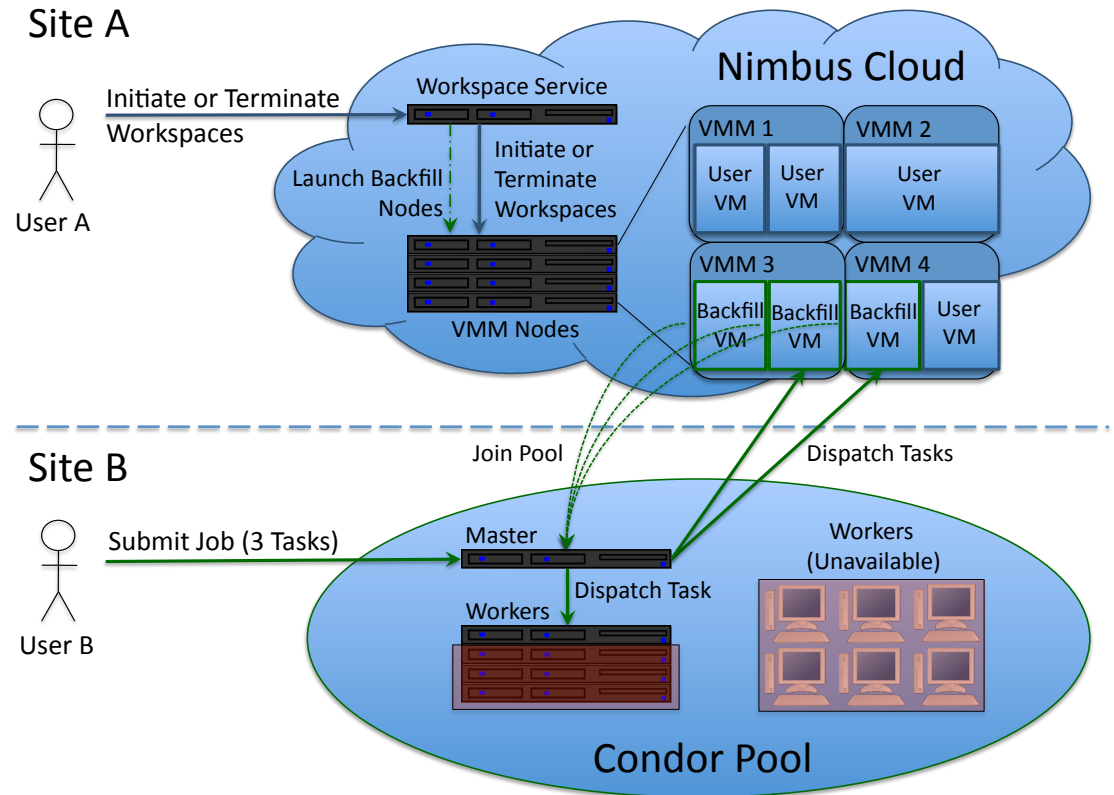 Site A
Nimbus Cloud
Workspace Service
Initiate or Terminate
Workspaces
User A
Launch Backfill
Nodes
Initiate or
Terminate
Workspaces
VMM Nodes
VMM 1
User
VM
User
VM
VMM 2
User
VM
VMM 3
Backfill
VM
Backfill
VM
VMM 4
Backfill
VM
User
VM
Join Pool
Dispatch Tasks
Site B
Submit Job (3 Tasks)
User B
Master
Dispatch Task
Workers
Workers
(Unavailable)
Condor Pool